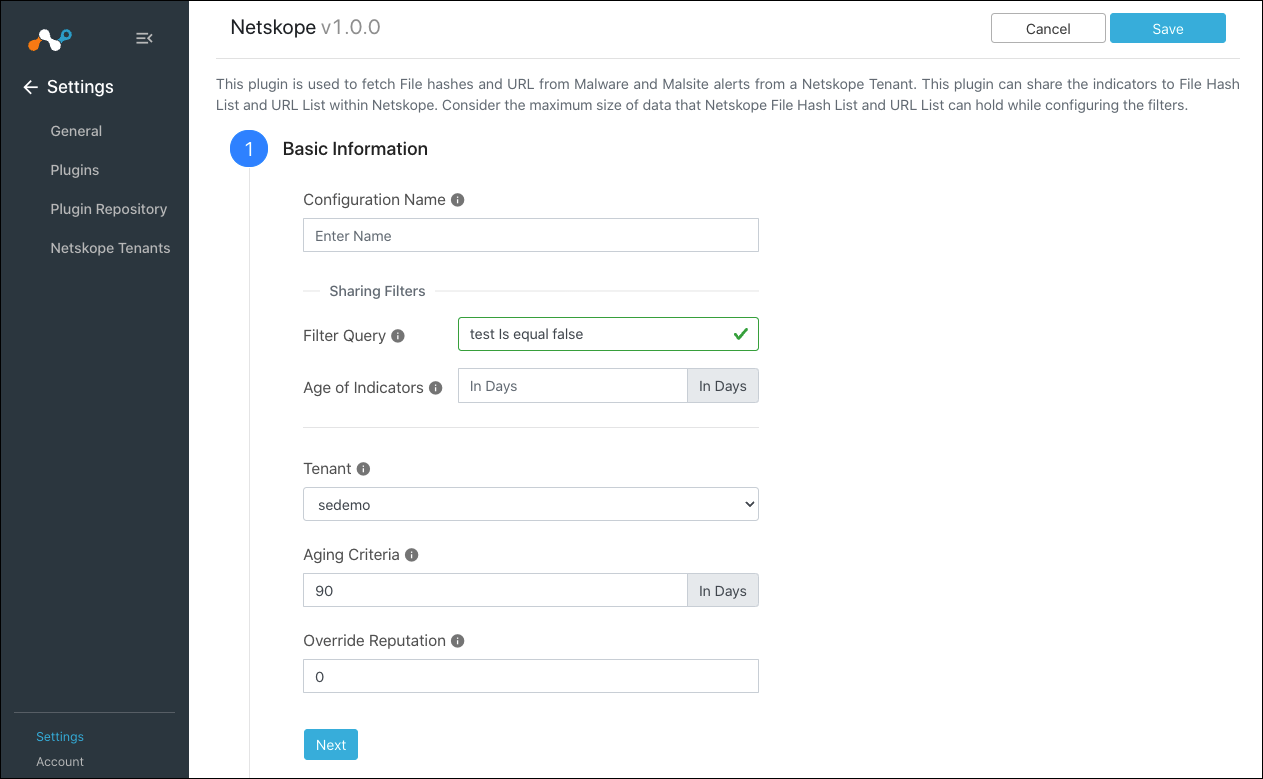 Netskope v1.0.0
Cancel
Save
Settings
General
Plugins
Plugin Repository
Netskope Tenants
Settings
Account
This plugin is used to fetch File hashes and URL from Malware and Malsite alerts from a Netskope Tenant. This plugin can share the indicators to File Hash
List and URL List within Netskope. Consider the maximum size of data that Netskope File Hash List and URL List can hold while configuring the filters.
1
Basic Information
Configuration Name
Enter Name
Sharing Filters
Filter Query
test Is equal false
Age of Indicators
In Days
In Days
Tenant
sedemo
Aging Criteria
90
In Days
Override Reputation
0
Next